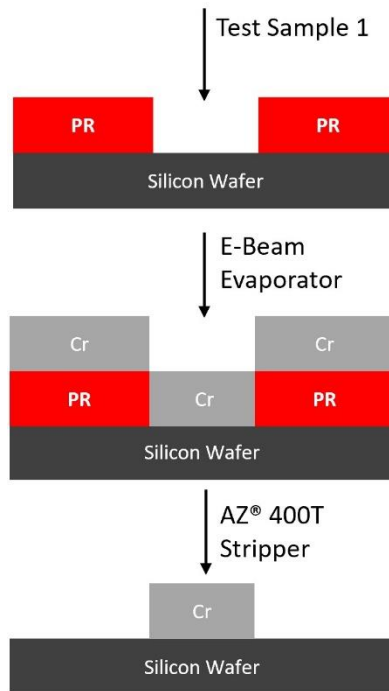 Test Sample 1
PR PR
Silicon Wafer
E-Beam
Evaporator
Cr Cr
PR Cr PR
Silicon Wafer
AZ® 400T
Stripper
Cr
Silicon Wafer